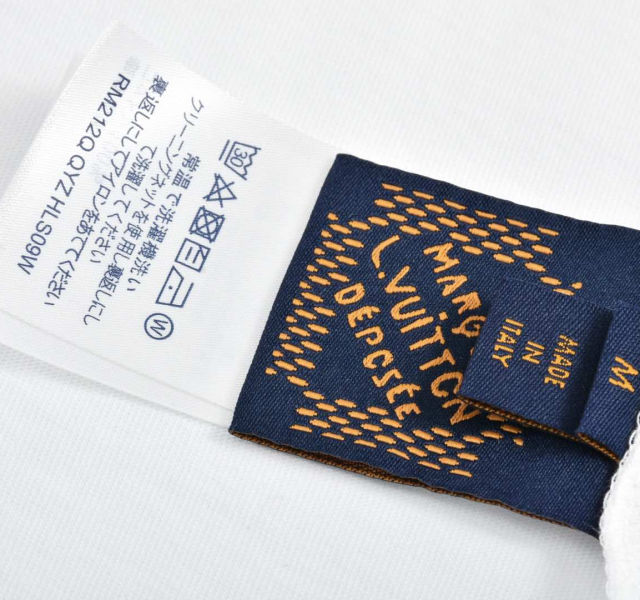 30
W
常温で洗濯機洗い
クリーニングネットを使用し裏返しにし
て洗濯してください
裏返しにしてアイロンをあててください
RM212Q QYZ HLS09W
MARQ
L.VUITTON
DÉPOSÉE
MADE
IN
ITALY
M